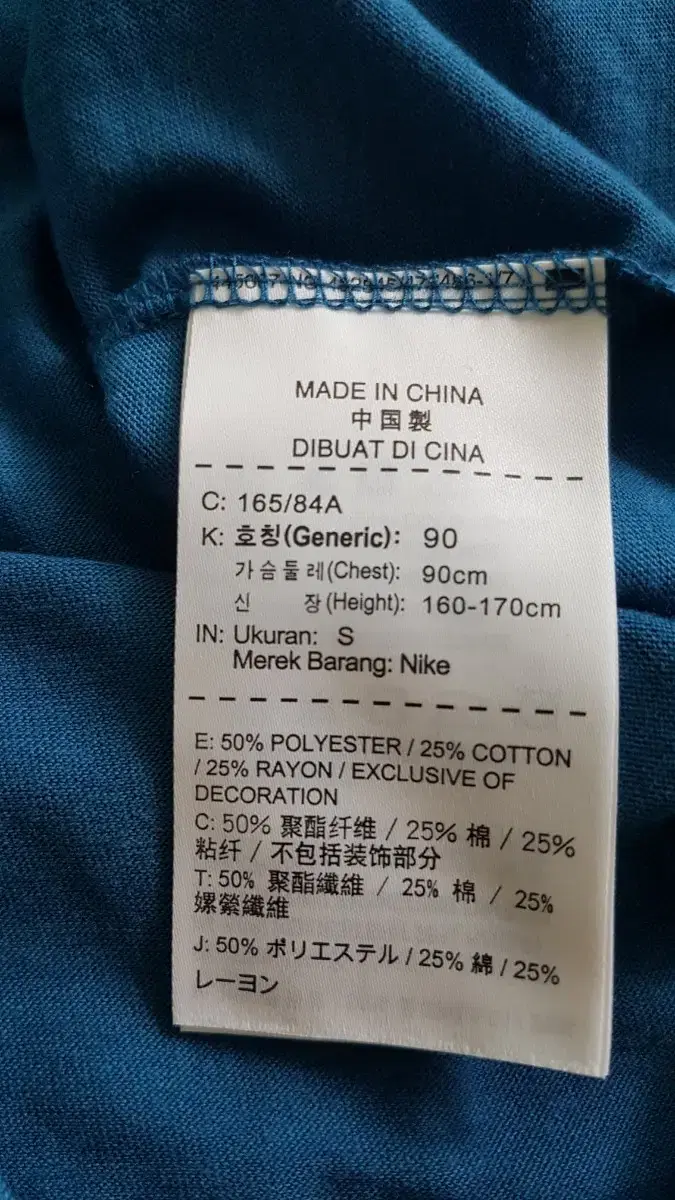 MADE IN CHINA
中国製
DIBUAT DI CINA
C: 165/84A
K: 호칭(Generic): 90
가슴둘레(Chest): 90cm
신 장(Height): 160-170cm
IN: Ukuran: S
Merek Barang: Nike
E: 50% POLYESTER / 25% COTTON
/ 25% RAYON / EXCLUSIVE OF
DECORATION
C: 50% 聚酯纤维 / 25% 棉 / 25%
粘纤 / 不包括装饰部分
T: 50% 聚酯纖維 / 25% 棉 / 25%
嫘縈纖維
J: 50% ポリエステル / 25% 綿 / 25%
レーヨン